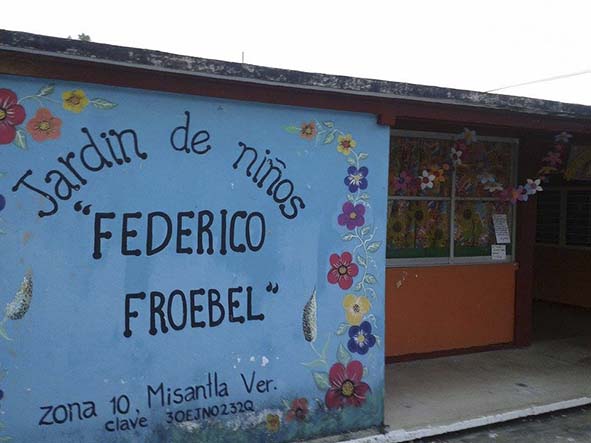 Jardin de niños
"FEDERICO
FROEBEL"
zona 10, Misantla Ver.
clave 30EJN0232Q